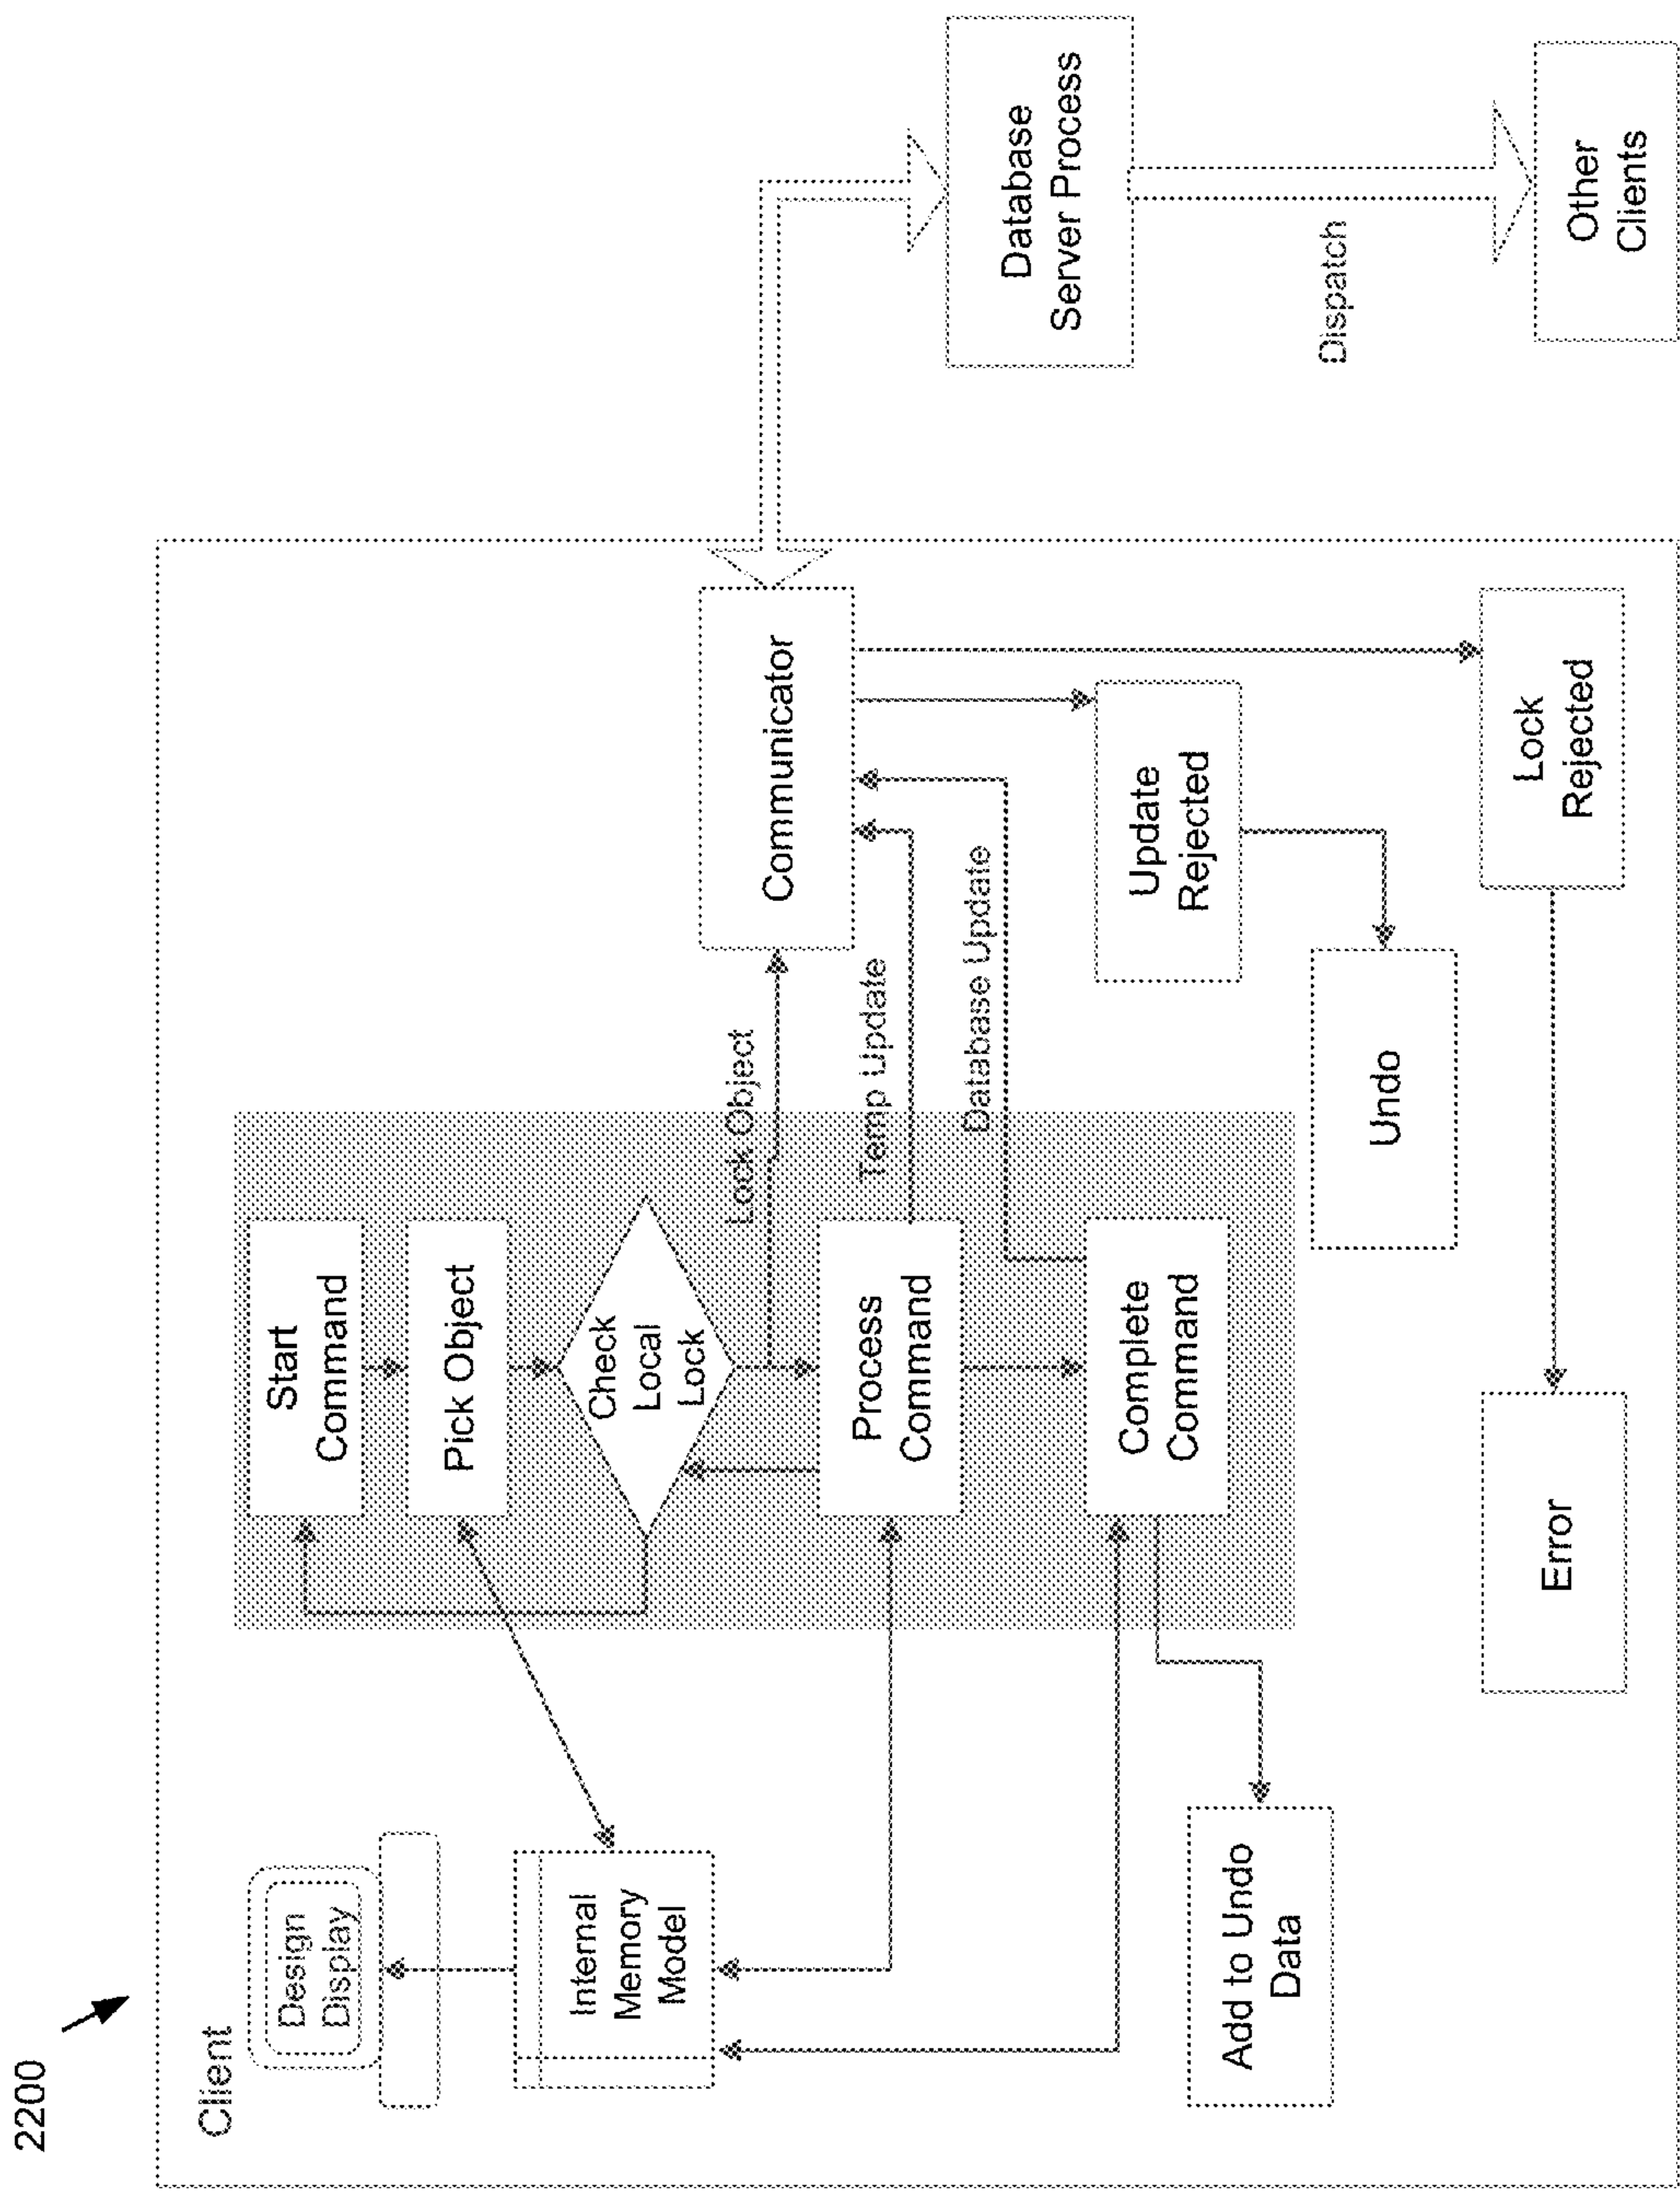 2200
Client
Design
Display
Internal
Memory
Model
Add to Undo
Data
Start
Command
Pick Object
Check
Local
Lock
Process
Command
Complete
Command
Lock Object
Temp Update
Database Update
Communicator
Update
Rejected
Undo
Lock
Rejected
Error
Database
Server Process
Dispatch
Other
Clients